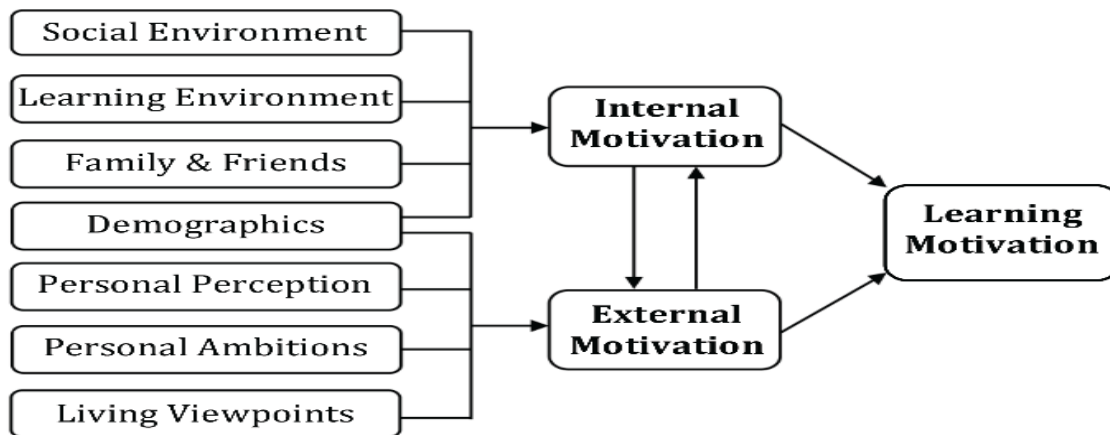 Social Environment
Learning Environment
Family & Friends
Demographics
Personal Perception
Personal Ambitions
Living Viewpoints
Internal
Motivation
External
Motivation
Learning
Motivation